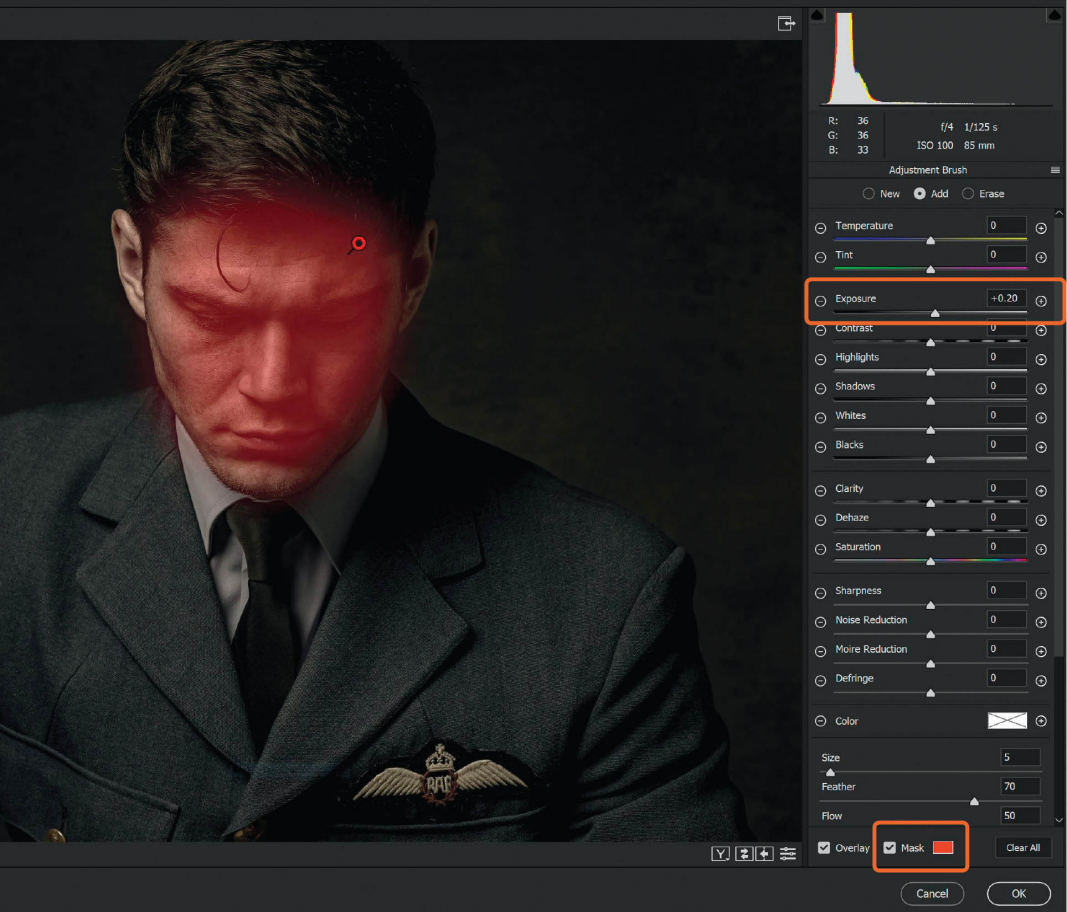 R: 36
G: 36
B: 33
f/4 1/125 s
ISO 100 85 mm
Adjustment Brush
New Add Erase
Temperature 0
Tint 0
Exposure +0.20
Contrast 0
Highlights 0
Shadows 0
Whites 0
Blacks 0
Clarity 0
Dehaze 0
Saturation 0
Sharpness 0
Noise Reduction 0
Moire Reduction 0
Defringe 0
Color
Size 5
Feather 70
Flow 50
RAF
Y
Overlay Mask Clear All
Cancel OK